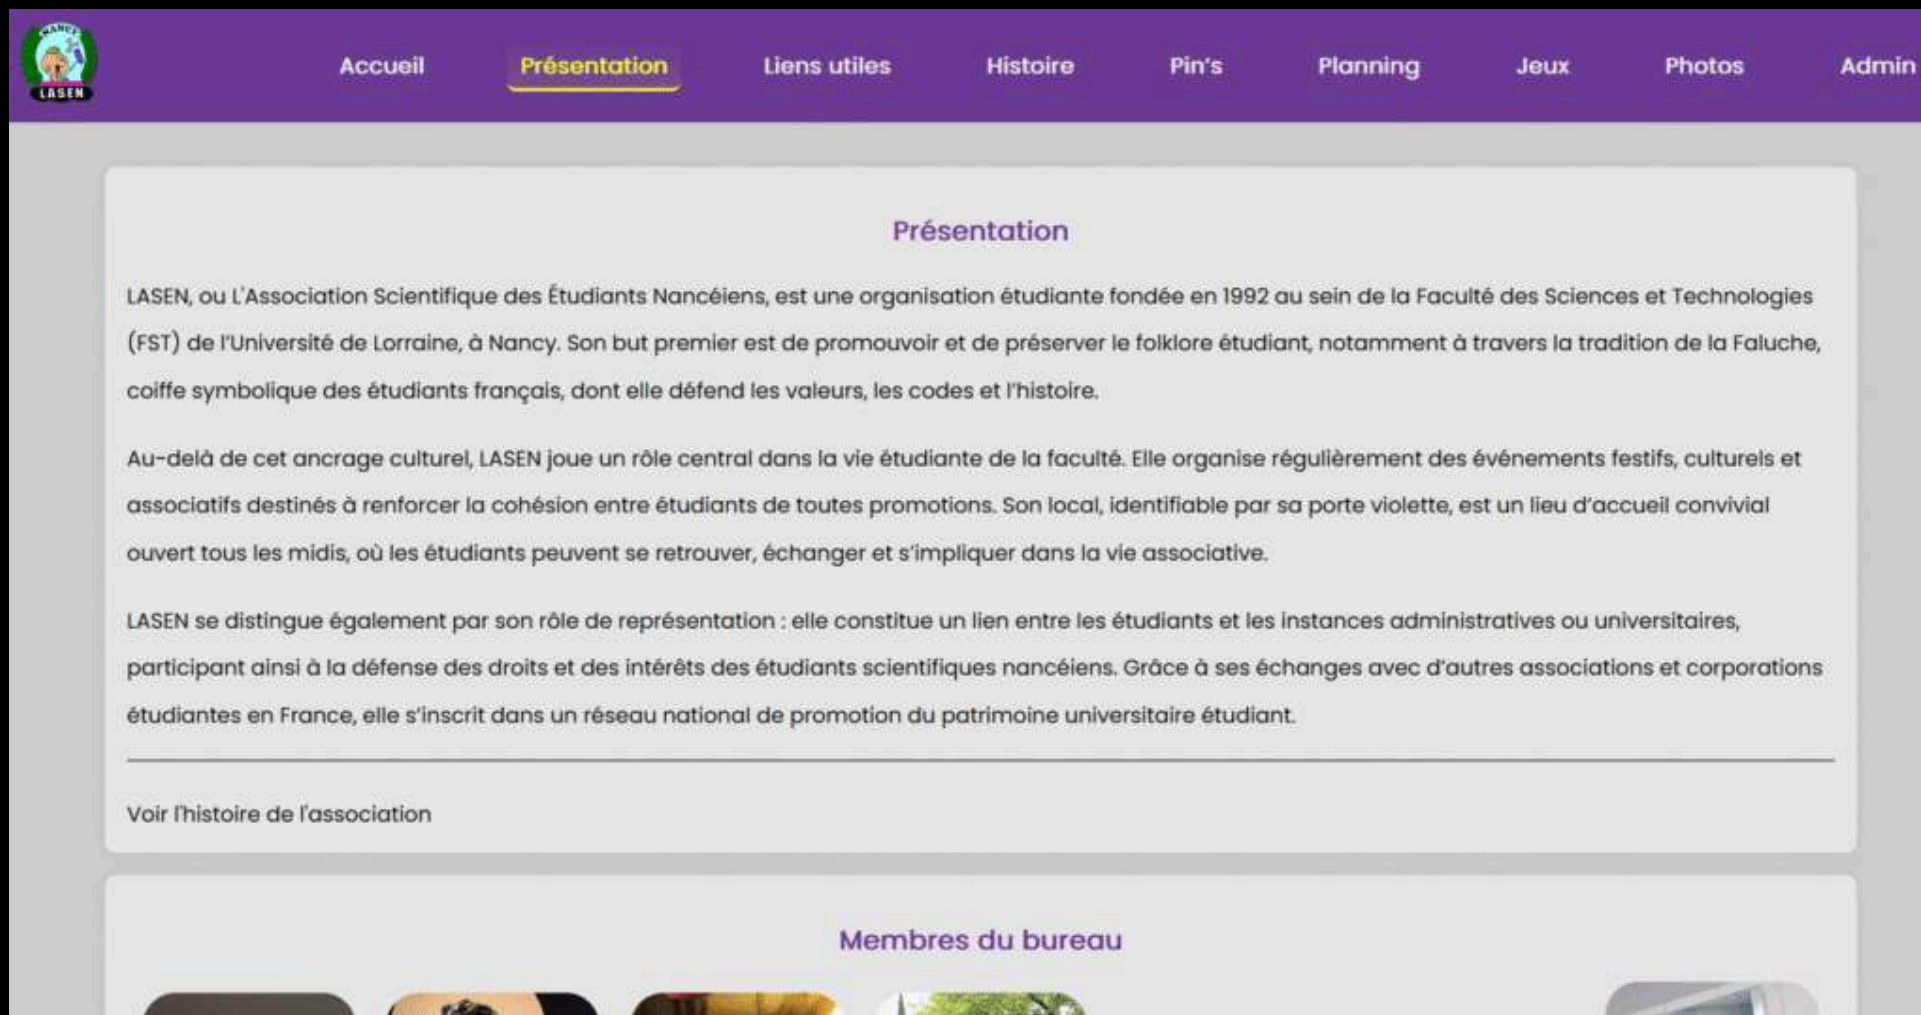 NANCY
LASEN
Accueil
Présentation
Liens utiles
Histoire
Pin's
Planning
Jeux
Photos
Admin
Présentation
LASEN, ou L'Association Scientifique des Étudiants Nancéiens, est une organisation étudiante fondée en 1992 au sein de la Faculté des Sciences et Technologies
(FST) de l'Université de Lorraine, à Nancy. Son but premier est de promouvoir et de préserver le folklore étudiant, notamment à travers la tradition de la Faluche,
coiffe symbolique des étudiants français, dont elle défend les valeurs, les codes et l'histoire.
Au-delà de cet ancrage culturel, LASEN joue un rôle central dans la vie étudiante de la faculté. Elle organise régulièrement des événements festifs, culturels et
associatifs destinés à renforcer la cohésion entre étudiants de toutes promotions. Son local, identifiable par sa porte violette, est un lieu d'accueil convivial
ouvert tous les midis, où les étudiants peuvent se retrouver, échanger et s'impliquer dans la vie associative.
LASEN se distingue également par son rôle de représentation : elle constitue un lien entre les étudiants et les instances administratives ou universitaires,
participant ainsi à la défense des droits et des intérêts des étudiants scientifiques nancéiens. Grâce à ses échanges avec d'autres associations et corporations
étudiantes en France, elle s'inscrit dans un réseau national de promotion du patrimoine universitaire étudiant.
Voir l'histoire de l'association
Membres du bureau